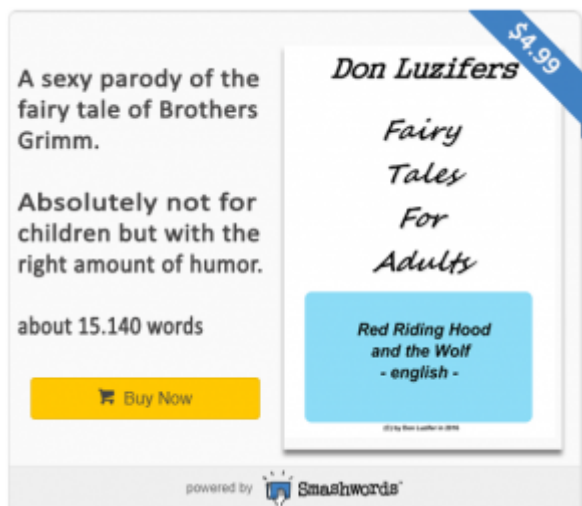 A sexy parody of the
fairy tale of Brothers
Grimm.
Absolutely not for
children but with the
right amount of humor.
about 15.140 words
Buy Now
$4.99
Don Luzifers
Fairy
Tales
For
Adults
Red Riding Hood
and the Wolf
- english -
(C) by Don Luzifer in 2016
powered by Smashwords™